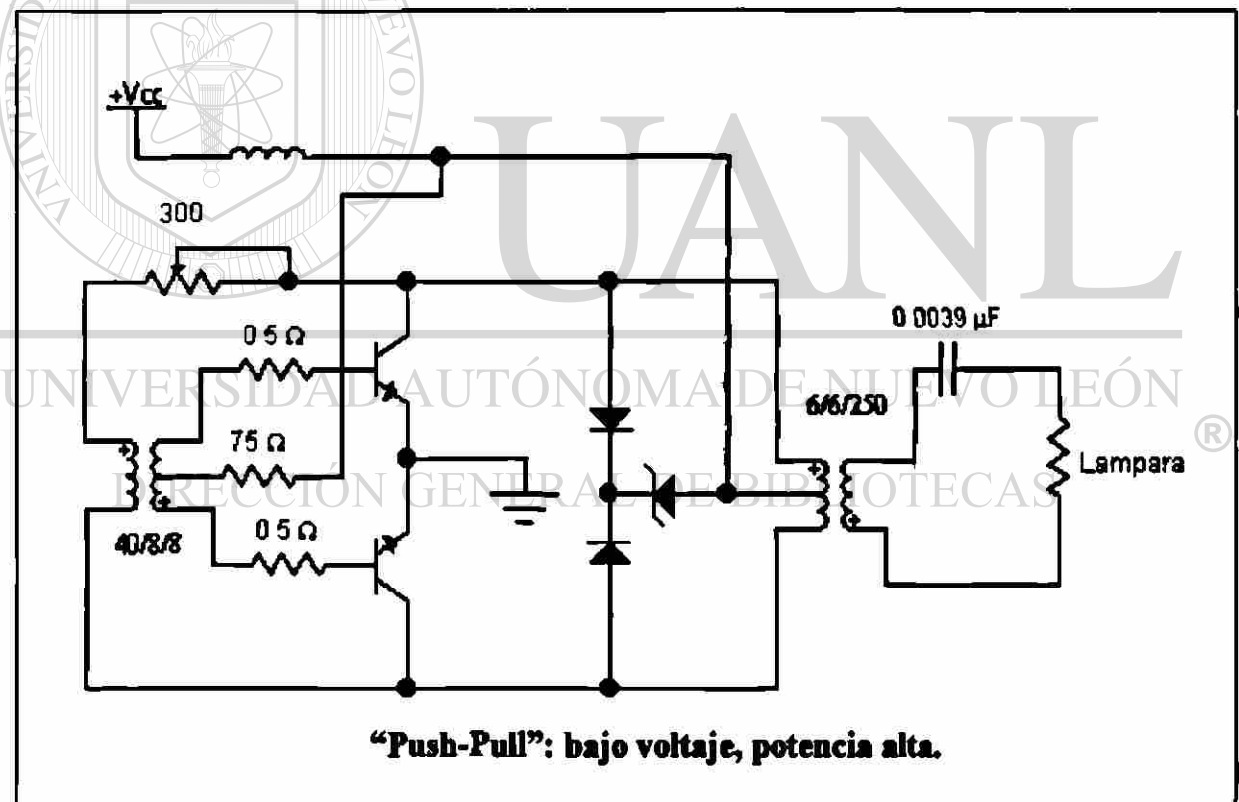 +Vcc
300
0 5 Ω
75 Ω
0 5 Ω
40/8/8
0 0039 µF
6/6/250
Lampara
“Push-Pull”: bajo voltaje, potencia alta.
UANL
UNIVERSIDAD AUTÓNOMA DE NUEVO LEÓN
®
DIRECCIÓN GENERAL DE BIBLIOTECAS